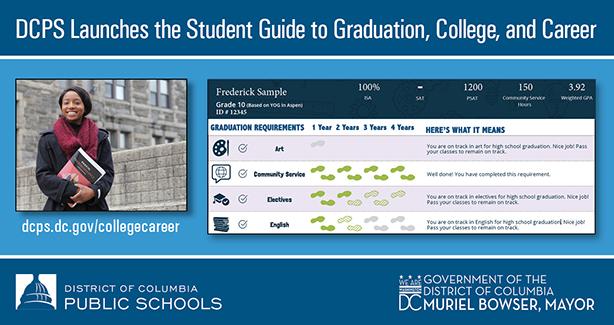 DCPS Launches the Student Guide to Graduation, College, and Career
Frederick Sample
Grade 10 (Based on YOG in Aspen)
ID # 12345
100%
ISA
-
SAT
1200
PSAT
150
Community Service
Hours
3.92
Weighted GPA
GRADUATION REQUIREMENTS 1 Year 2 Years 3 Years 4 Years HERE'S WHAT IT MEANS
Art
You are on track in art for high school graduation. Nice job! Pass
your classes to remain on track.
Community Service
Well done! You have completed this requirement.
Electives
You are on track in electives for high school graduation. Nice job!
Pass your classes to remain on track.
English
You are on track in English for high school graduation. Nice job!
Pass your classes to remain on track.
dcps.dc.gov/collegecareer
DISTRICT OF COLUMBIA
PUBLIC SCHOOLS
WE ARE
WASHINGTON
DC
GOVERNMENT OF THE
DISTRICT OF COLUMBIA
MURIEL BOWSER, MAYOR